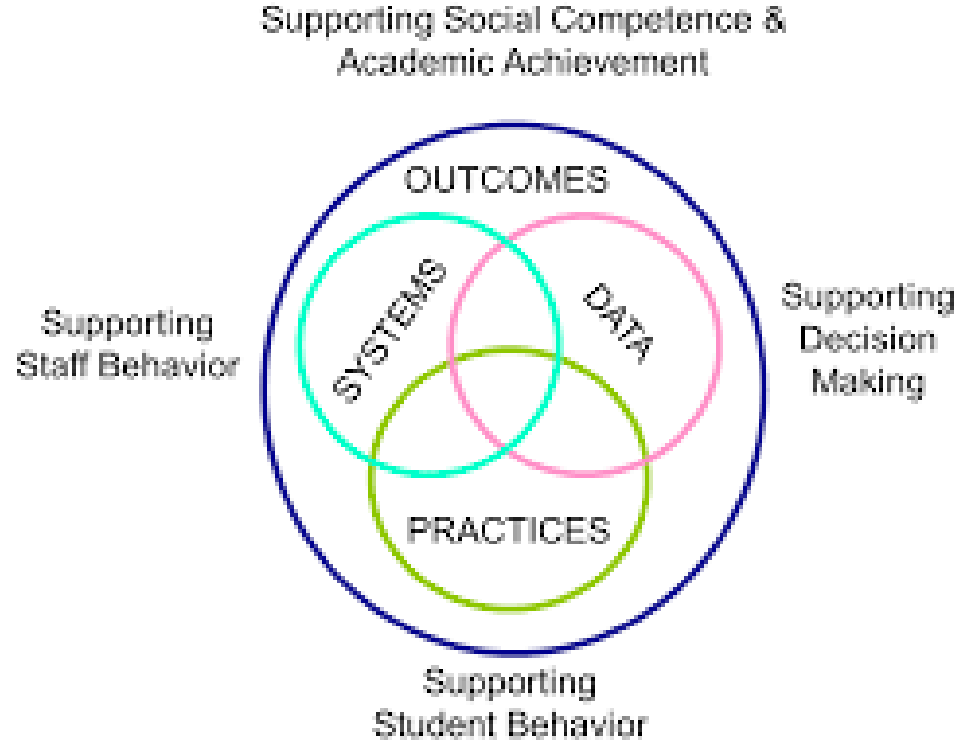 Supporting Social Competence &
Academic Achievement
OUTCOMES
SYSTEMS
DATA
Supporting
Staff Behavior
Supporting
Decision
Making
PRACTICES
Supporting
Student Behavior